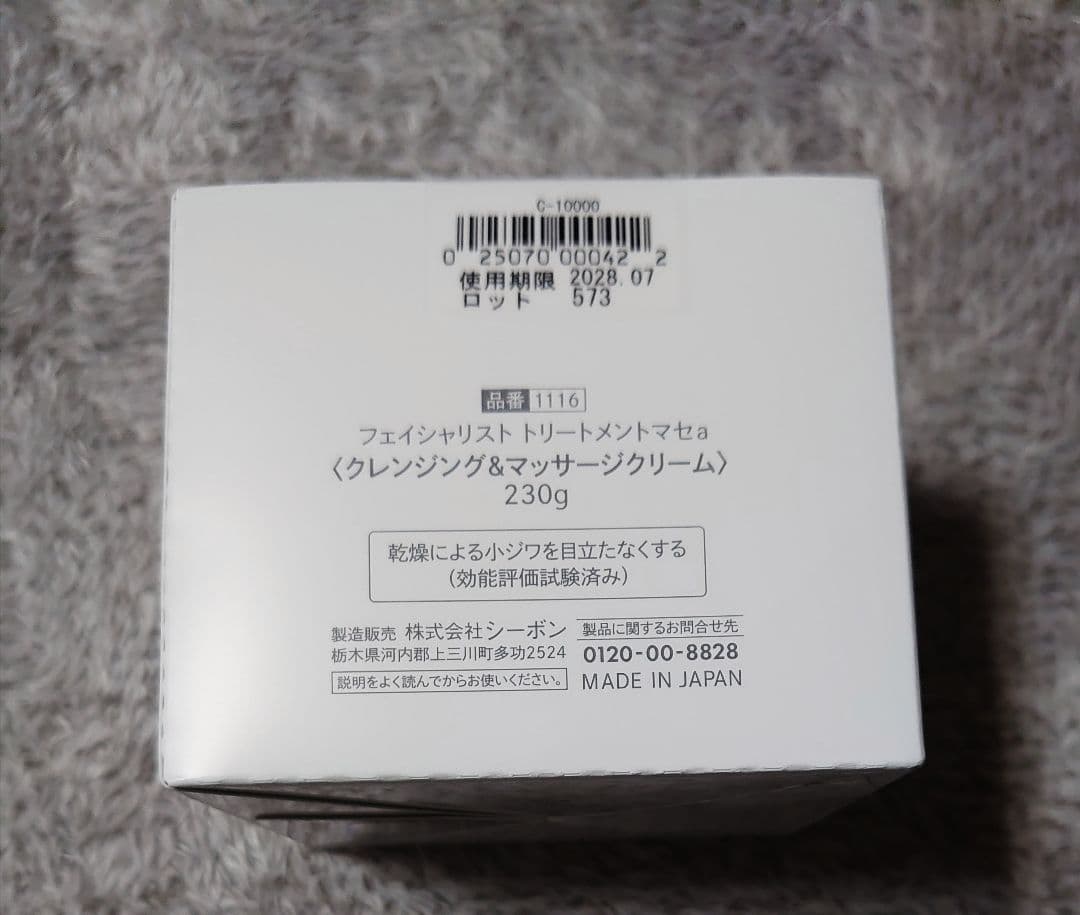 C-10000
0 25070 00042 2
使用期限 2028.07
ロット 573
品番 1116
フェイシャリスト トリートメントマセa
〈クレンジング&マッサージクリーム〉
230g
乾燥による小ジワを目立たなくする
(効能評価試験済み)
製造販売 株式会社シーボン
栃木県河内郡上三川町多功2524
説明をよく読んでからお使いください。
製品に関するお問合せ先
0120-00-8828
MADE IN JAPAN